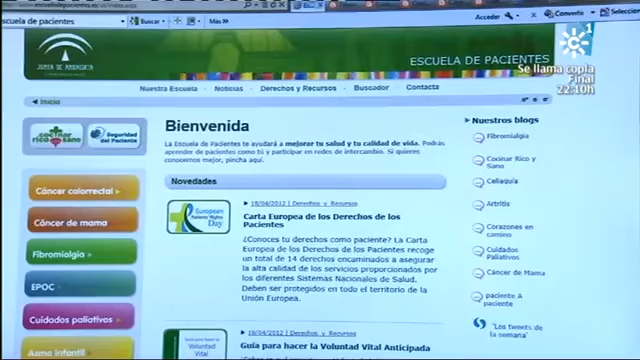 scuela de pacientes
Buscar
Más »
Acceder
Convertir
Seleccion
JUNTA DE ANDALUCIA
ESCUELA DE PACIENTES
1
Se llama copla
Final
22:10h
Nuestra Escuela
Noticias
Derechos y Recursos
Buscador
Contacta
Inicio
cocinar
rico y sano
Seguridad
del Paciente
Cáncer colorrectal
Cáncer de mama
Fibromialgia
EPOC
Cuidados paliativos
Asma infantil
Bienvenida
La Escuela de Pacientes te ayudará a mejorar tu salud y tu calidad de vida. Podrás
aprender de pacientes como tú y participar en redes de intercambio. Si quieres
conocernos mejor, pincha aquí.
Novedades
European
Patients' Rights
Day
18/04/2012 | Derechos y Recursos
Carta Europea de los Derechos de los
Pacientes
¿Conoces tu derechos como paciente? La Carta
Europea de los Derechos de los Pacientes recoge
un total de 14 derechos encaminados a asegurar
la alta calidad de los servicios proporcionados por
los diferentes Sistemas Nacionales de Salud.
Deben ser protegidos en todo el territorio de la
Unión Europea.
Guía para hacer la
Voluntad
Vital
18/04/2012 | Derechos y Recursos
Guía para hacer la Voluntad Vital Anticipada
Nuestros blogs
Fibromialgia
Cocinar Rico y
Sano
Celiaquía
Artritis
Corazones en
camino
Cuidados
Paliativos
Cáncer de Mama
paciente A
paciente
"Los tweets de
la semana"